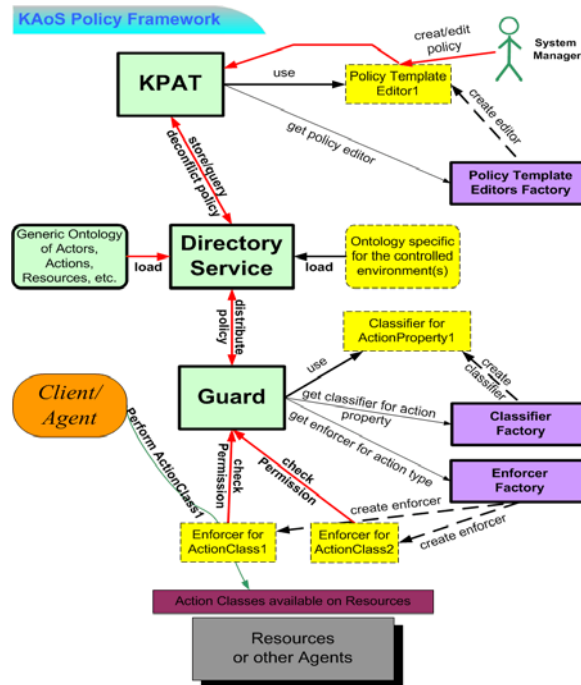 KAoS Policy Framework
creat/edit
policy
System
Manager
KPAT
use
Policy Template
Editor1
create editor
get policy editor
store/query
deconflict policy
Policy Template
Editors Factory
Generic Ontology
of Actors,
Actions,
Resources, etc.
load
Directory
Service
load
Ontology specific
for the controlled
environment(s)
distribute
policy
Classifier for
ActionProperty1
use
create
classifier
Client/
Agent
Guard
get classifier for action
property
Classifier
Factory
get enforcer for action type
Perform ActionClass1
check
Permission
check
Permission
Enforcer
Factory
create enforcer
Enforcer for
ActionClass1
Enforcer for
ActionClass2
create enforcer
Action Classes available on Resources
Resources
or other Agents